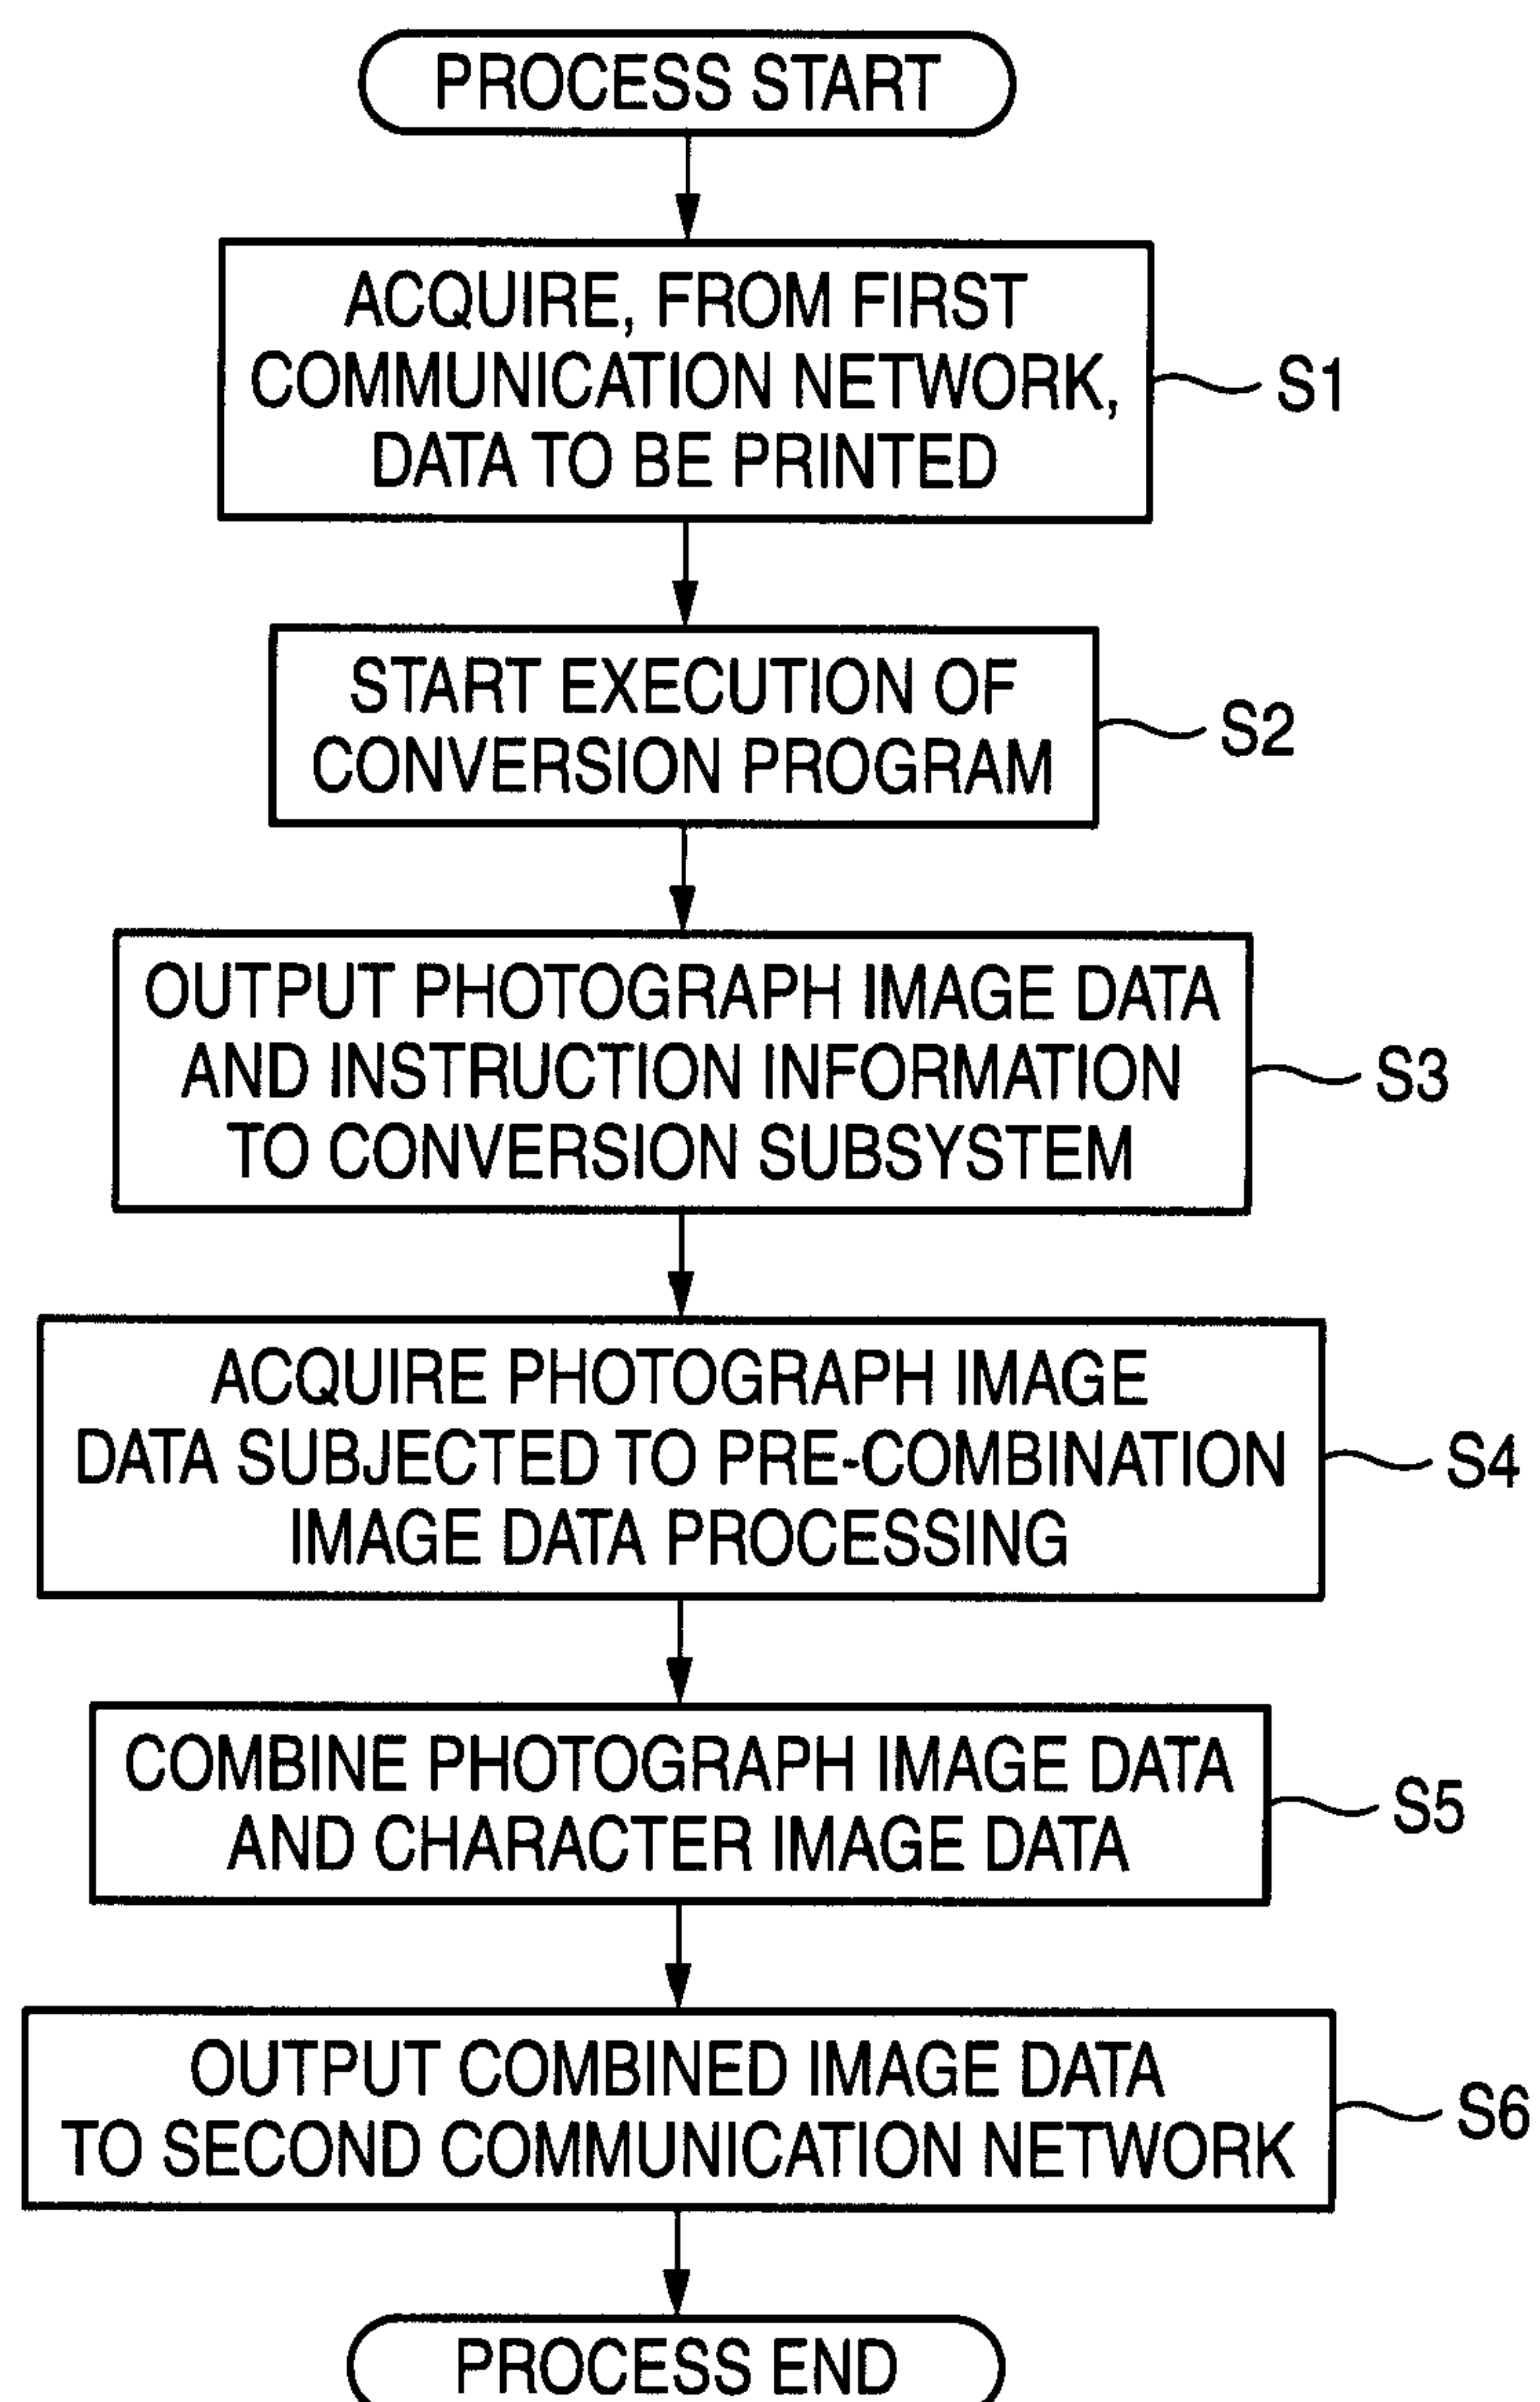 PROCESS START
ACQUIRE, FROM FIRST
COMMUNICATION NETWORK,
DATA TO BE PRINTED
S1
START EXECUTION OF
CONVERSION PROGRAM
S2
OUTPUT PHOTOGRAPH IMAGE DATA
AND INSTRUCTION INFORMATION
TO CONVERSION SUBSYSTEM
S3
ACQUIRE PHOTOGRAPH IMAGE
DATA SUBJECTED TO PRE-COMBINATION
IMAGE DATA PROCESSING
S4
COMBINE PHOTOGRAPH IMAGE DATA
AND CHARACTER IMAGE DATA
S5
OUTPUT COMBINED IMAGE DATA
TO SECOND COMMUNICATION NETWORK
S6
PROCESS END